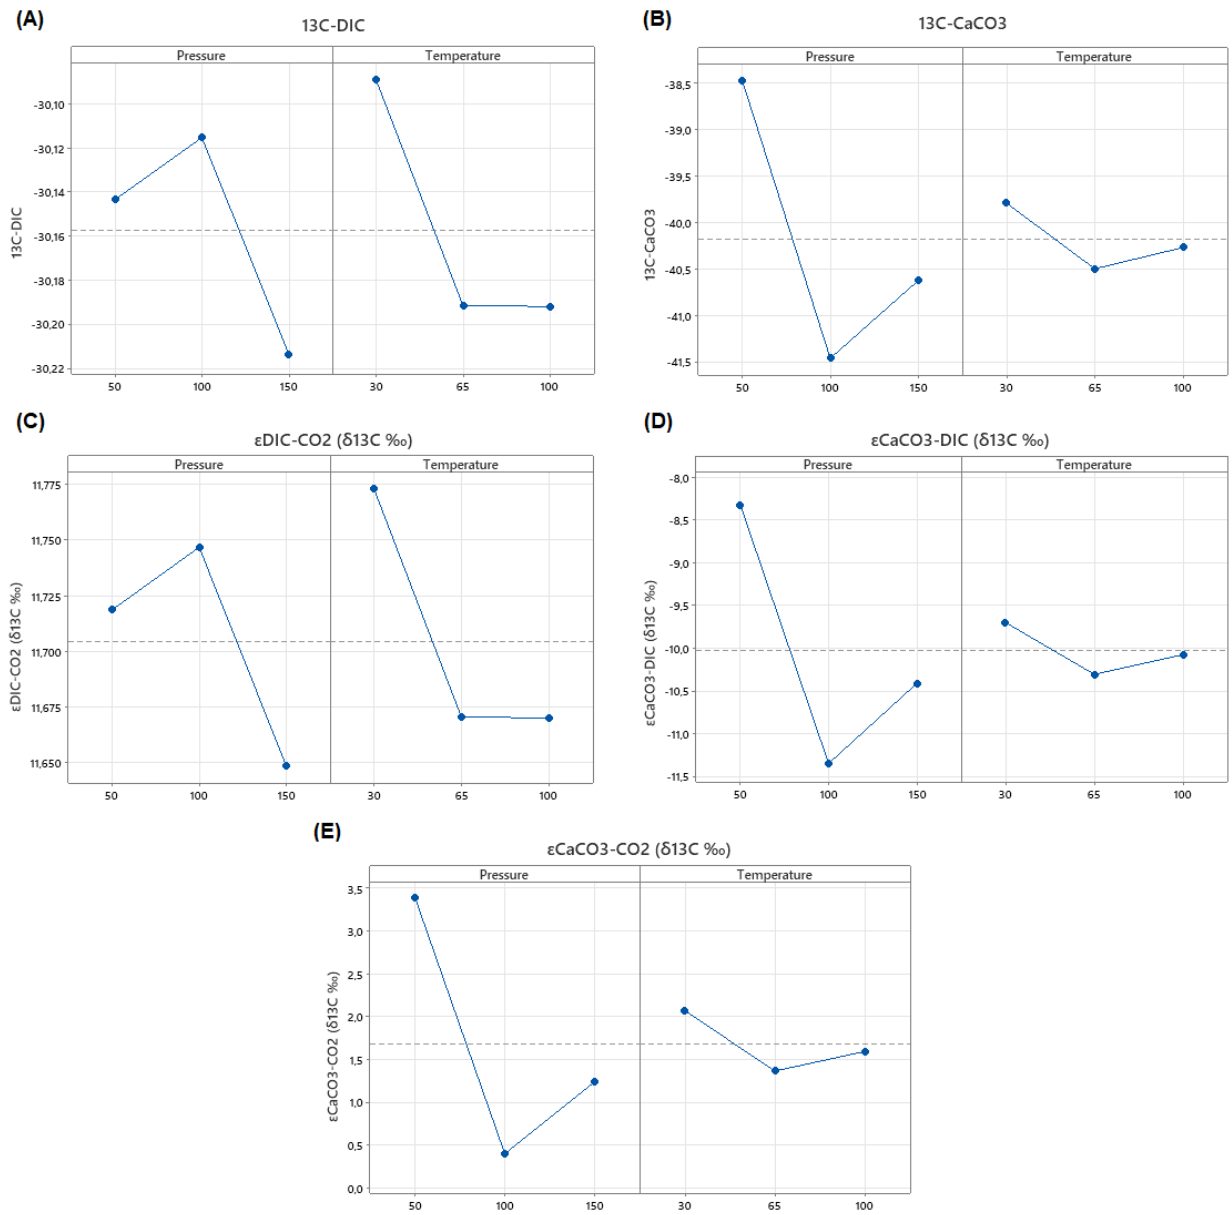 (A)
13C-DIC
Pressure Temperature
-30,10
-30,12
-30,14
-30,16
-30,18
-30,20
-30,22
13C-DIC
50 100 150 30 65 100
(B)
13C-CaCO3
Pressure Temperature
-38,5
-39,0
-39,5
-40,0
-40,5
-41,0
-41,5
13C-CaCO3
50 100 150 30 65 100
(C)
εDIC-CO2 (δ13C ‰)
Pressure Temperature
11,775
11,750
11,725
11,700
11,675
11,650
εDIC-CO2 (δ13C ‰)
50 100 150 30 65 100
(D)
εCaCO3-DIC (δ13C ‰)
Pressure Temperature
-8,0
-8,5
-9,0
-9,5
-10,0
-10,5
-11,0
-11,5
εCaCO3-DIC (δ13C ‰)
50 100 150 30 65 100
(E)
εCaCO3-CO2 (δ13C ‰)
Pressure Temperature
3,5
3,0
2,5
2,0
1,5
1,0
0,5
0,0
εCaCO3-CO2 (δ13C ‰)
50 100 150 30 65 100